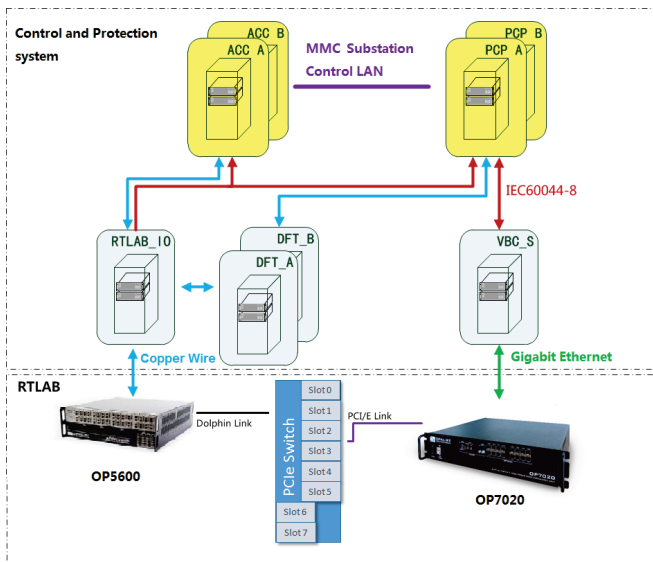 Control and Protection
system
ACC B
ACC A
MMC Substation
Control LAN
PCP B
PCP A
IEC60044-8
RTLAB_IO
DFT_B
DFT_A
VBC_S
Copper Wire
Gigabit Ethernet
RTLAB
PCIe Switch
Slot0
Slot1
Slot2
Slot3
Slot4
Slot5
Slot6
Slot7
Dolphin Link
PCI/E Link
OP5600
OP7020
OP7020